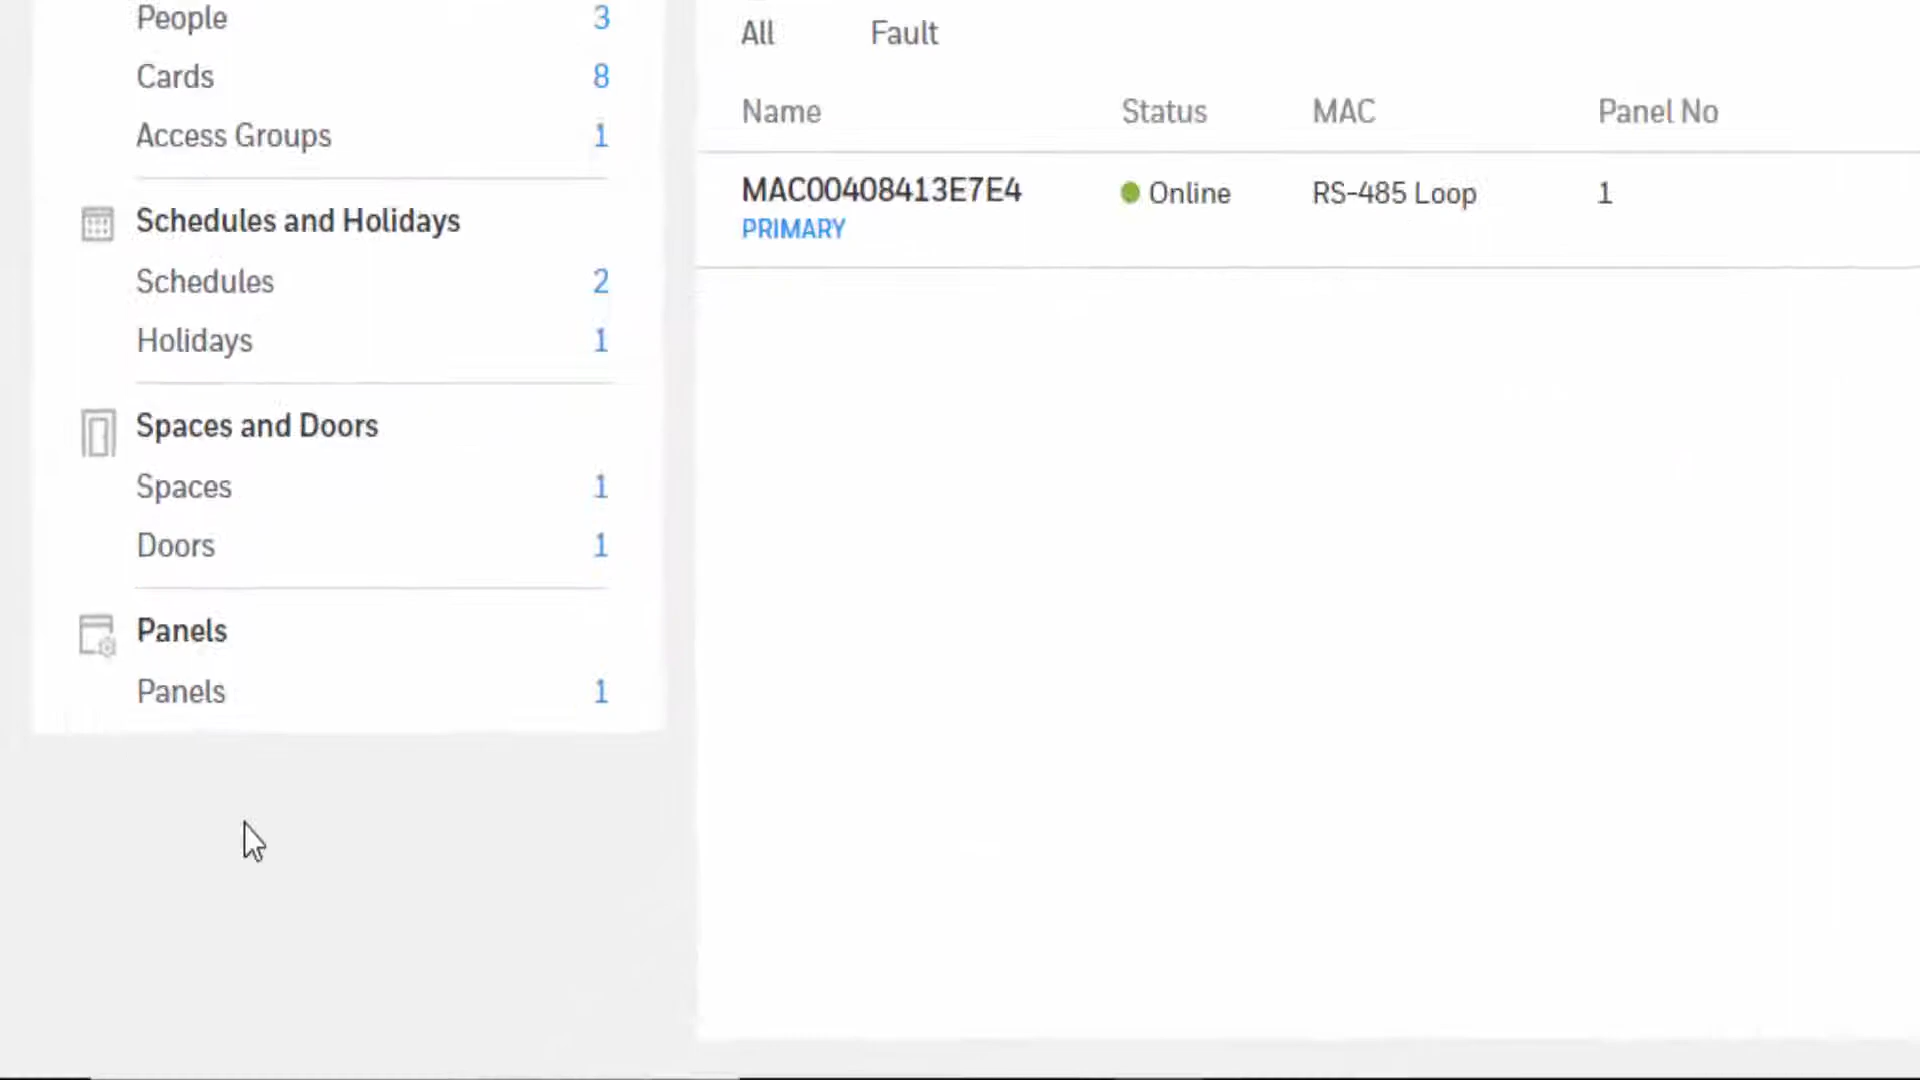 People 3
Cards 8
Access Groups 1
Schedules and Holidays
Schedules 2
Holidays 1
Spaces and Doors
Spaces 1
Doors 1
Panels
Panels 1
All Fault
Name Status MAC Panel No
MAC00408413E7E4 Online RS-485 Loop 1
PRIMARY